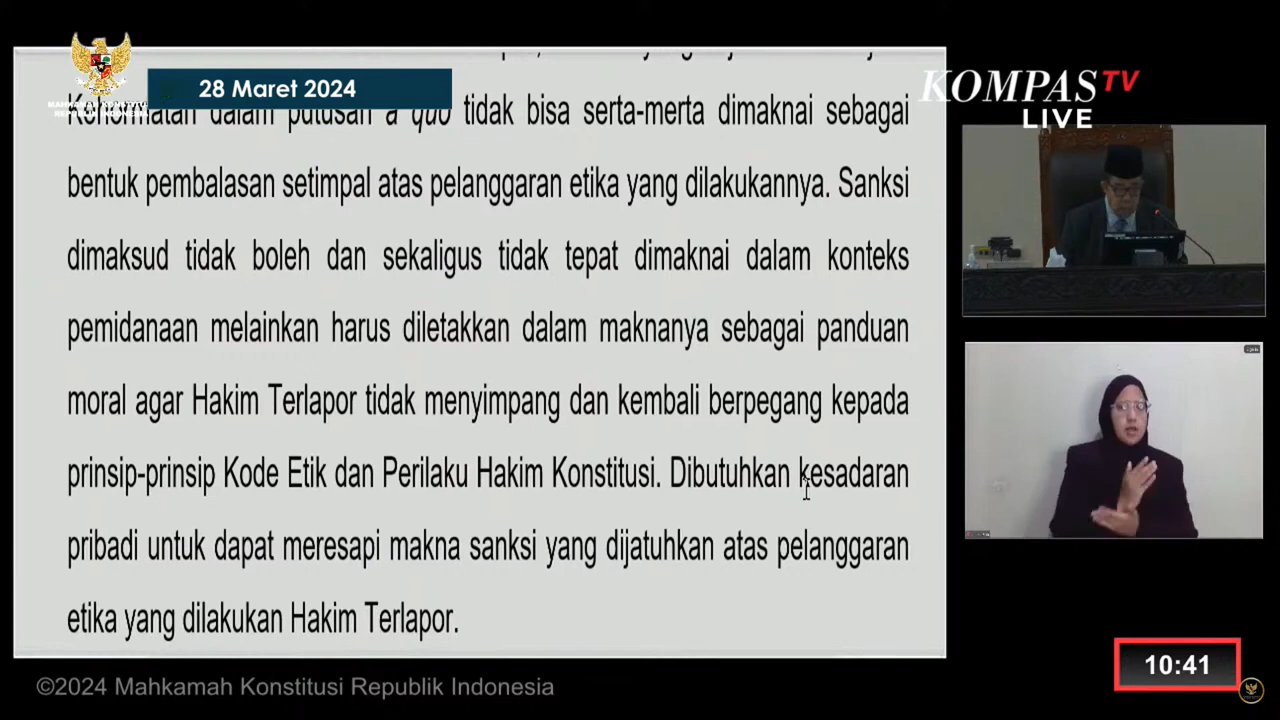 MAHKAMAH KONSTITUSI
REPUBLIK INDONESIA
28 Maret 2024
KOMPAS TV
LIVE
Kehormatan dalam putusan a quo tidak bisa serta-merta dimaknai sebagai
bentuk pembalasan setimpal atas pelanggaran etika yang dilakukannya. Sanksi
dimaksud tidak boleh dan sekaligus tidak tepat dimaknai dalam konteks
pemidanaan melainkan harus diletakkan dalam maknanya sebagai panduan
moral agar Hakim Terlapor tidak menyimpang dan kembali berpegang kepada
prinsip-prinsip Kode Etik dan Perilaku Hakim Konstitusi. Dibutuhkan kesadaran
pribadi untuk dapat meresapi makna sanksi yang dijatuhkan atas pelanggaran
etika yang dilakukan Hakim Terlapor.
10:41
©2024 Mahkamah Konstitusi Republik Indonesia